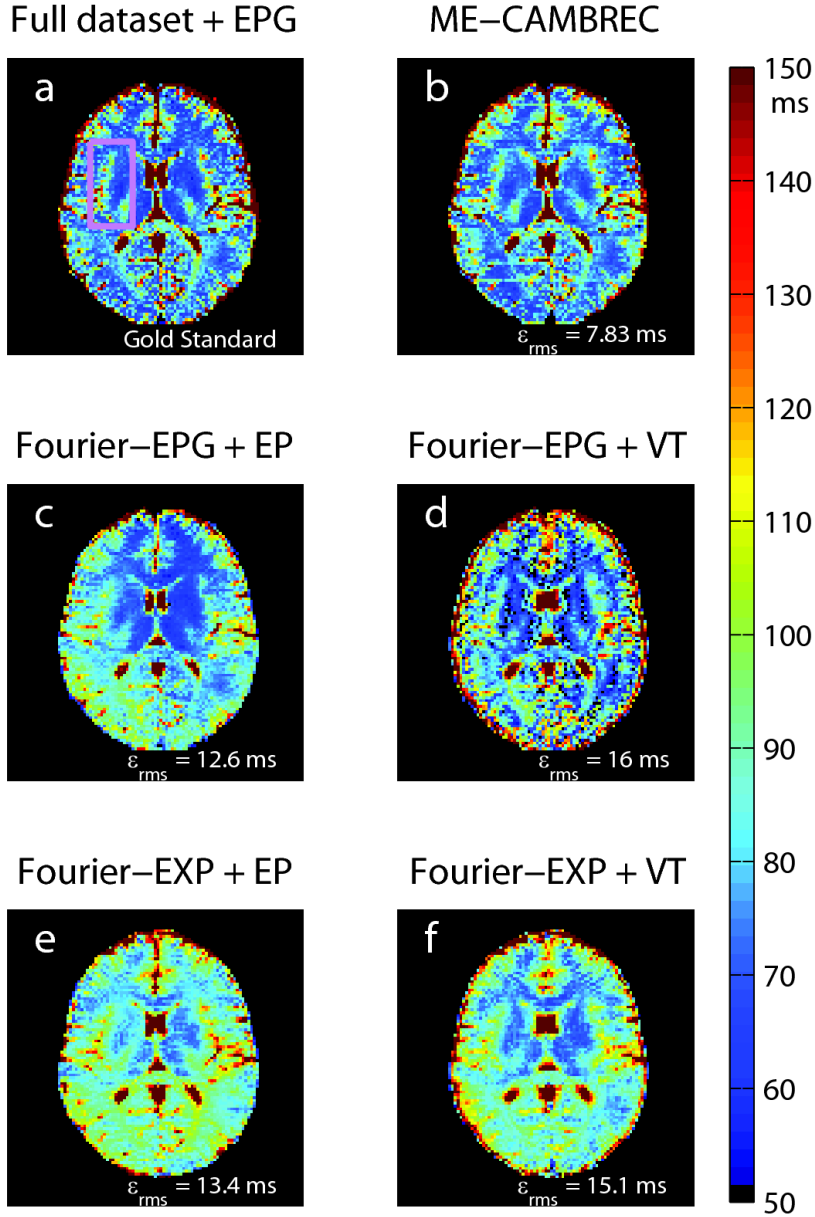 Full dataset + EPG
ME−CAMBREC
a
b
150
ms
140
130
120
110
100
90
80
70
60
50
Gold Standard
εrms = 7.83 ms
Fourier−EPG + EP
Fourier−EPG + VT
c
d
εrms = 12.6 ms
εrms = 16 ms
Fourier−EXP + EP
Fourier−EXP + VT
e
f
εrms = 13.4 ms
εrms = 15.1 ms